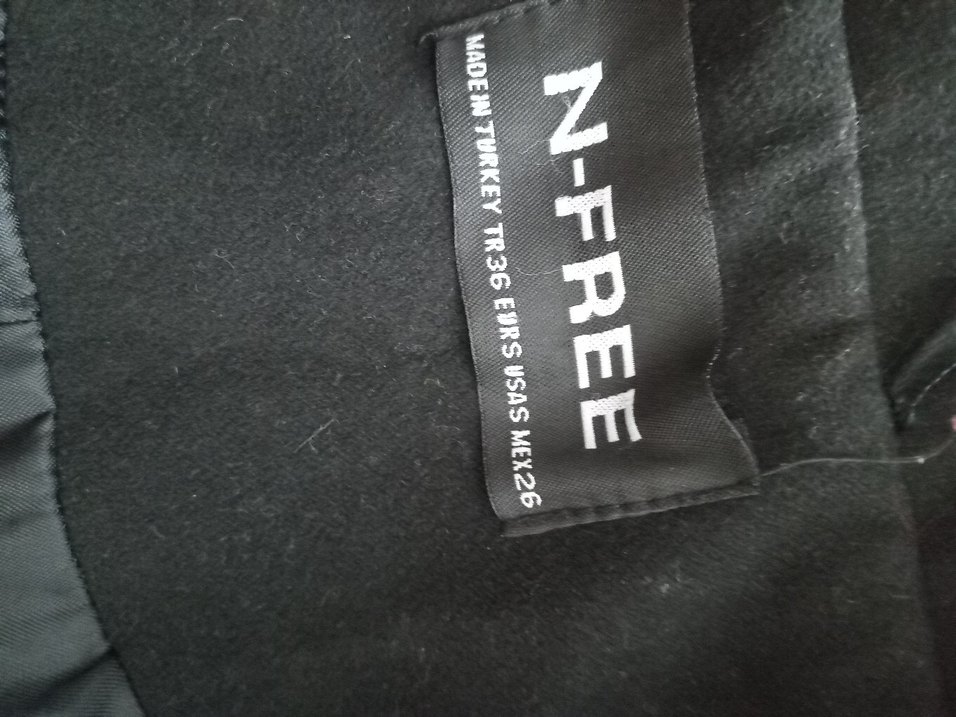 N-FREE
MADE IN TURKEY TR36 EURS USAS MEX26